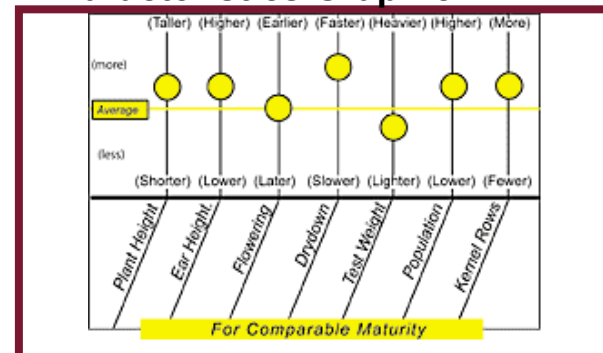 (Taller) (Higher) (Earlier) (Faster) (Heavier) (Higher) (More)
(more)
Average
(less)
(Shorter) (Lower) (Later) (Slower) (Lighter) (Lower) (Fewer)
Plant Height
Ear Height.
Flowering
Drydown
Test Weight
Population
Kernel Rows
For Comparable Maturity